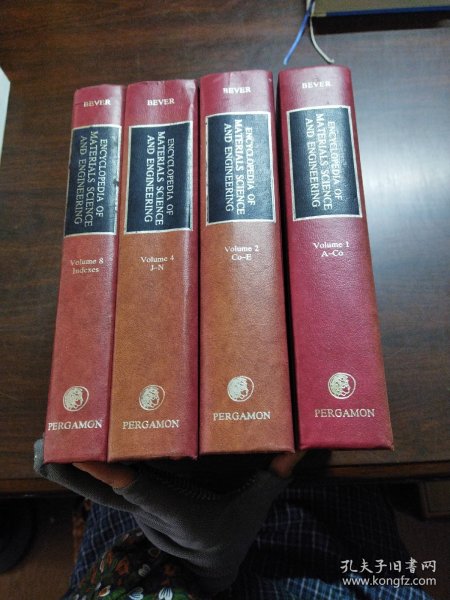 BEVER
ENCYCLOPEDIA OF
MATERIALS SCIENCE
AND ENGINEERING
Volume 8
Indexes
PERGAMON
BEVER
ENCYCLOPEDIA OF
MATERIALS SCIENCE
AND ENGINEERING
Volume 4
J-N
PERGAMON
BEVER
ENCYCLOPEDIA OF
MATERIALS SCIENCE
AND ENGINEERING
Volume 2
Co-E
PERGAMON
BEVER
ENCYCLOPEDIA OF
MATERIALS SCIENCE
AND ENGINEERING
Volume 1
A-Co
PERGAMON
孔夫子旧书网
www.kongfz.com